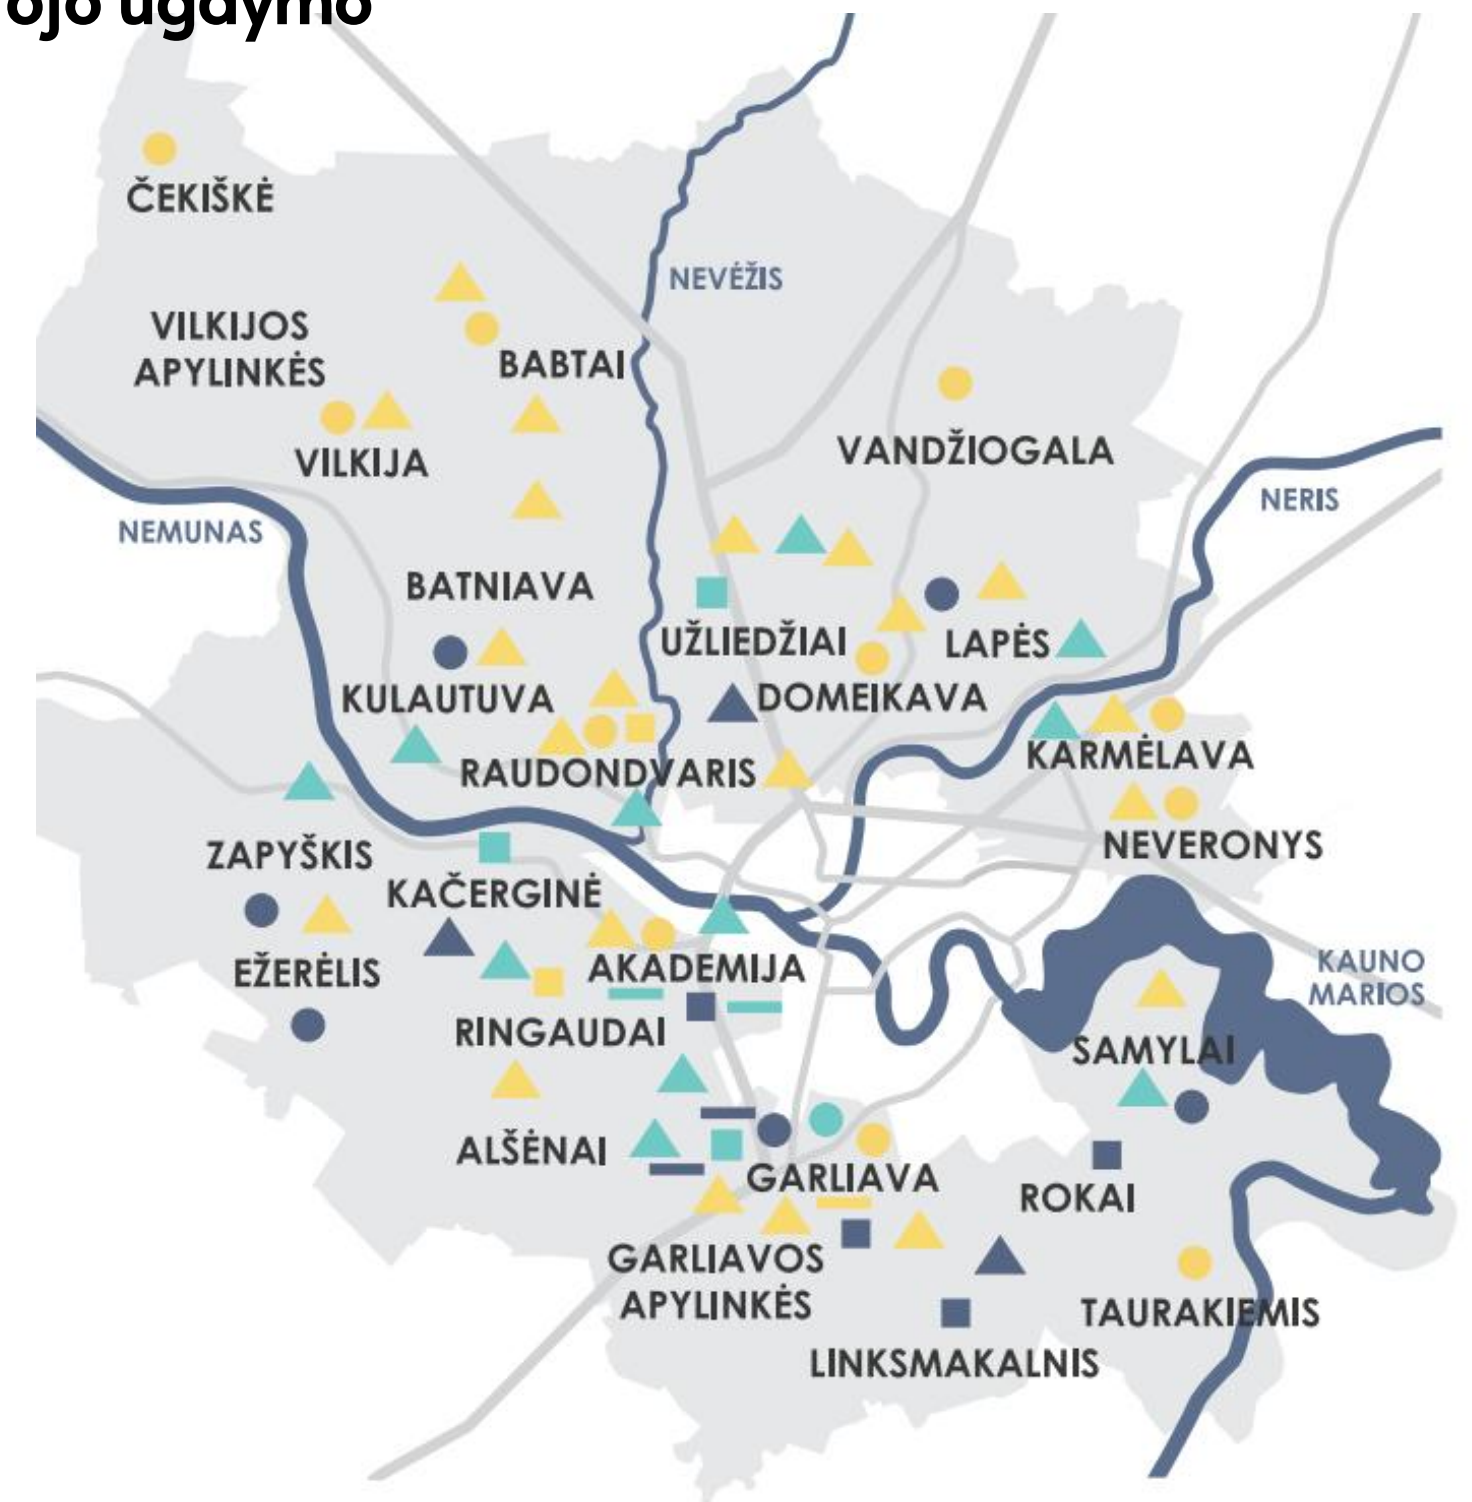 ojo ugdymo
ČEKIŠKĖ
NEVĖŽIS
VILKIJOS
APYLINKĖS
BABTAI
VILKIJA
VANDŽIOGALA
NEMUNAS
NERIS
BATNIAVA
UŽLIEDŽIAI
LAPĖS
KULAUTUVA
DOMEIKAVA
KARMĖLAVA
RAUDONDVARIS
NEVERONYS
ZAPYŠKIS
KAČERGINĖ
EŽERĖLIS
AKADEMIJA
KAUNO
MARIOS
RINGAUDAI
SAMYLAI
ALŠĖNAI
GARLIAVA
ROKAI
GARLIAVOS
APYLINKĖS
TAURAKIEMIS
LINKSMAKALNIS